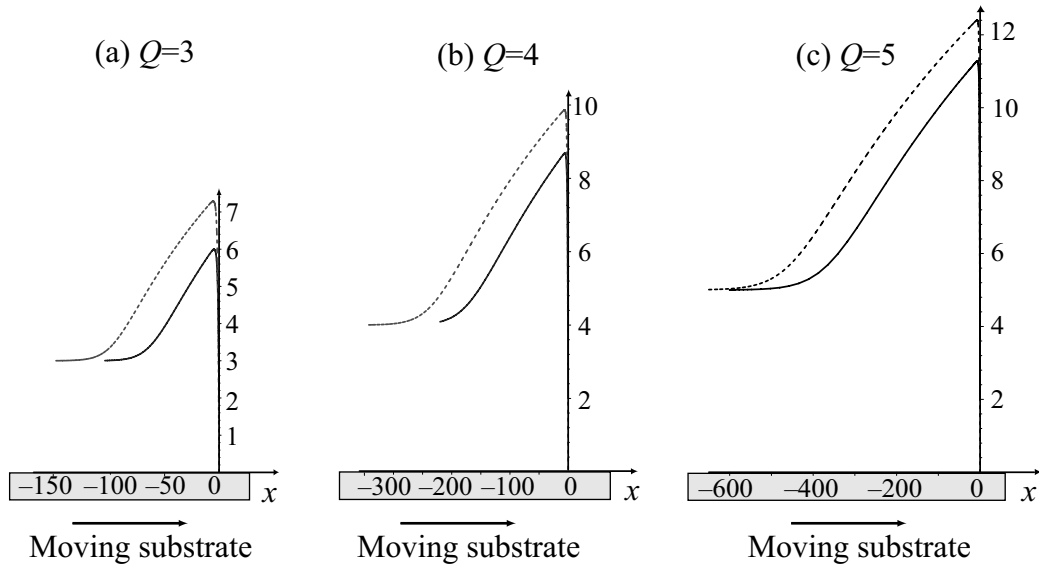 (a) Q=3
7
6
5
4
3
2
1
–150 –100 –50 0 x
Moving substrate
(b) Q=4
10
8
6
4
2
–300 –200 –100 0 x
Moving substrate
(c) Q=5
12
10
8
6
4
2
–600 –400 –200 0 x
Moving substrate